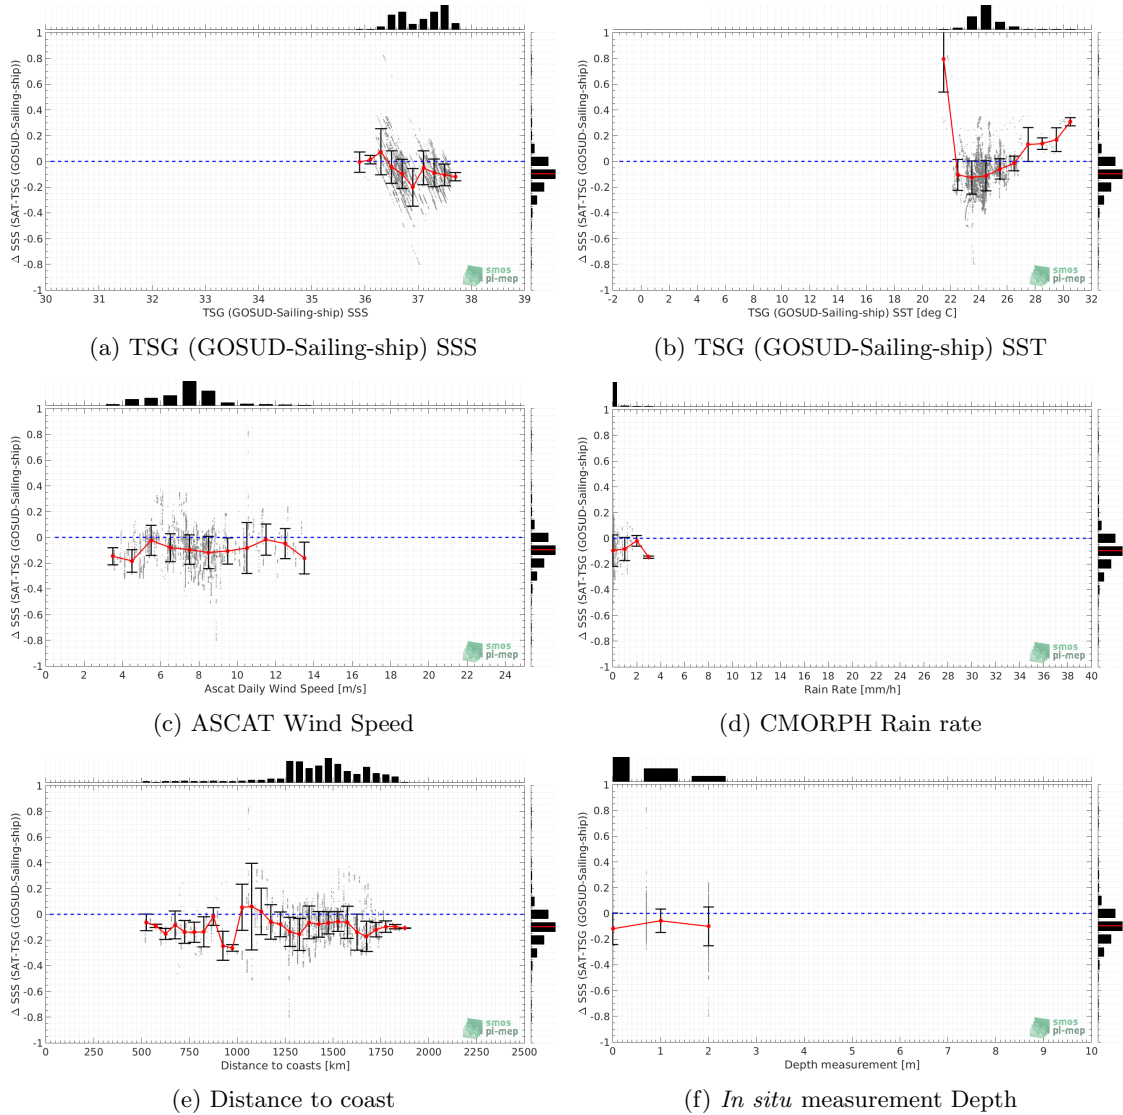 1
0.8
0.6
0.4
0.2
0
-0.2
-0.4
-0.6
-0.8
-1
Δ SSS (SAT-TSG (GOSUD-Sailing-ship))
smos
pi-mep
30 31 32 33 34 35 36 37 38 39
TSG (GOSUD-Sailing-ship) SSS
(a) TSG (GOSUD-Sailing-ship) SSS
1
0.8
0.6
0.4
0.2
0
-0.2
-0.4
-0.6
-0.8
-1
Δ SSS (SAT-TSG (GOSUD-Sailing-ship))
smos
pi-mep
-2 0 2 4 6 8 10 12 14 16 18 20 22 24 26 28 30 32
TSG (GOSUD-Sailing-ship) SST [deg C]
(b) TSG (GOSUD-Sailing-ship) SST
1
0.8
0.6
0.4
0.2
0
-0.2
-0.4
-0.6
-0.8
-1
Δ SSS (SAT-TSG (GOSUD-Sailing-ship))
smos
pi-mep
0 2 4 6 8 10 12 14 16 18 20 22 24
Ascat Daily Wind Speed [m/s]
(c) ASCAT Wind Speed
1
0.8
0.6
0.4
0.2
0
-0.2
-0.4
-0.6
-0.8
-1
Δ SSS (SAT-TSG (GOSUD-Sailing-ship))
smos
pi-mep
0 2 4 6 8 10 12 14 16 18 20 22 24 26 28 30 32 34 36 38 40
Rain Rate [mm/h]
(d) CMORPH Rain rate
1
0.8
0.6
0.4
0.2
0
-0.2
-0.4
-0.6
-0.8
-1
Δ SSS (SAT-TSG (GOSUD-Sailing-ship))
smos
pi-mep
0 250 500 750 1000 1250 1500 1750 2000 2250 2500
Distance to coasts [km]
(e) Distance to coast
1
0.8
0.6
0.4
0.2
0
-0.2
-0.4
-0.6
-0.8
-1
Δ SSS (SAT-TSG (GOSUD-Sailing-ship))
smos
pi-mep
0 1 2 3 4 5 6 7 8 9 10
Depth measurement [m]
(f) In situ measurement Depth